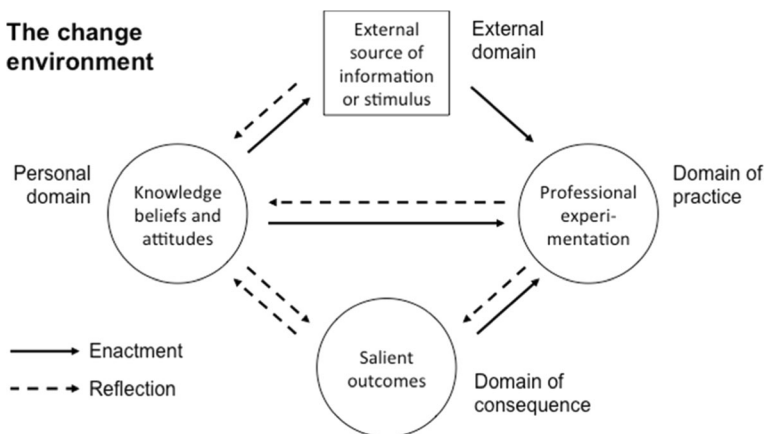 The change
environment
External
source of
information
or stimulus
External
domain
Personal
domain
Knowledge
beliefs and
attitudes
Professional
experi-
mentation
Domain of
practice
Salient
outcomes
Domain of
consequence
Enactment
Reflection